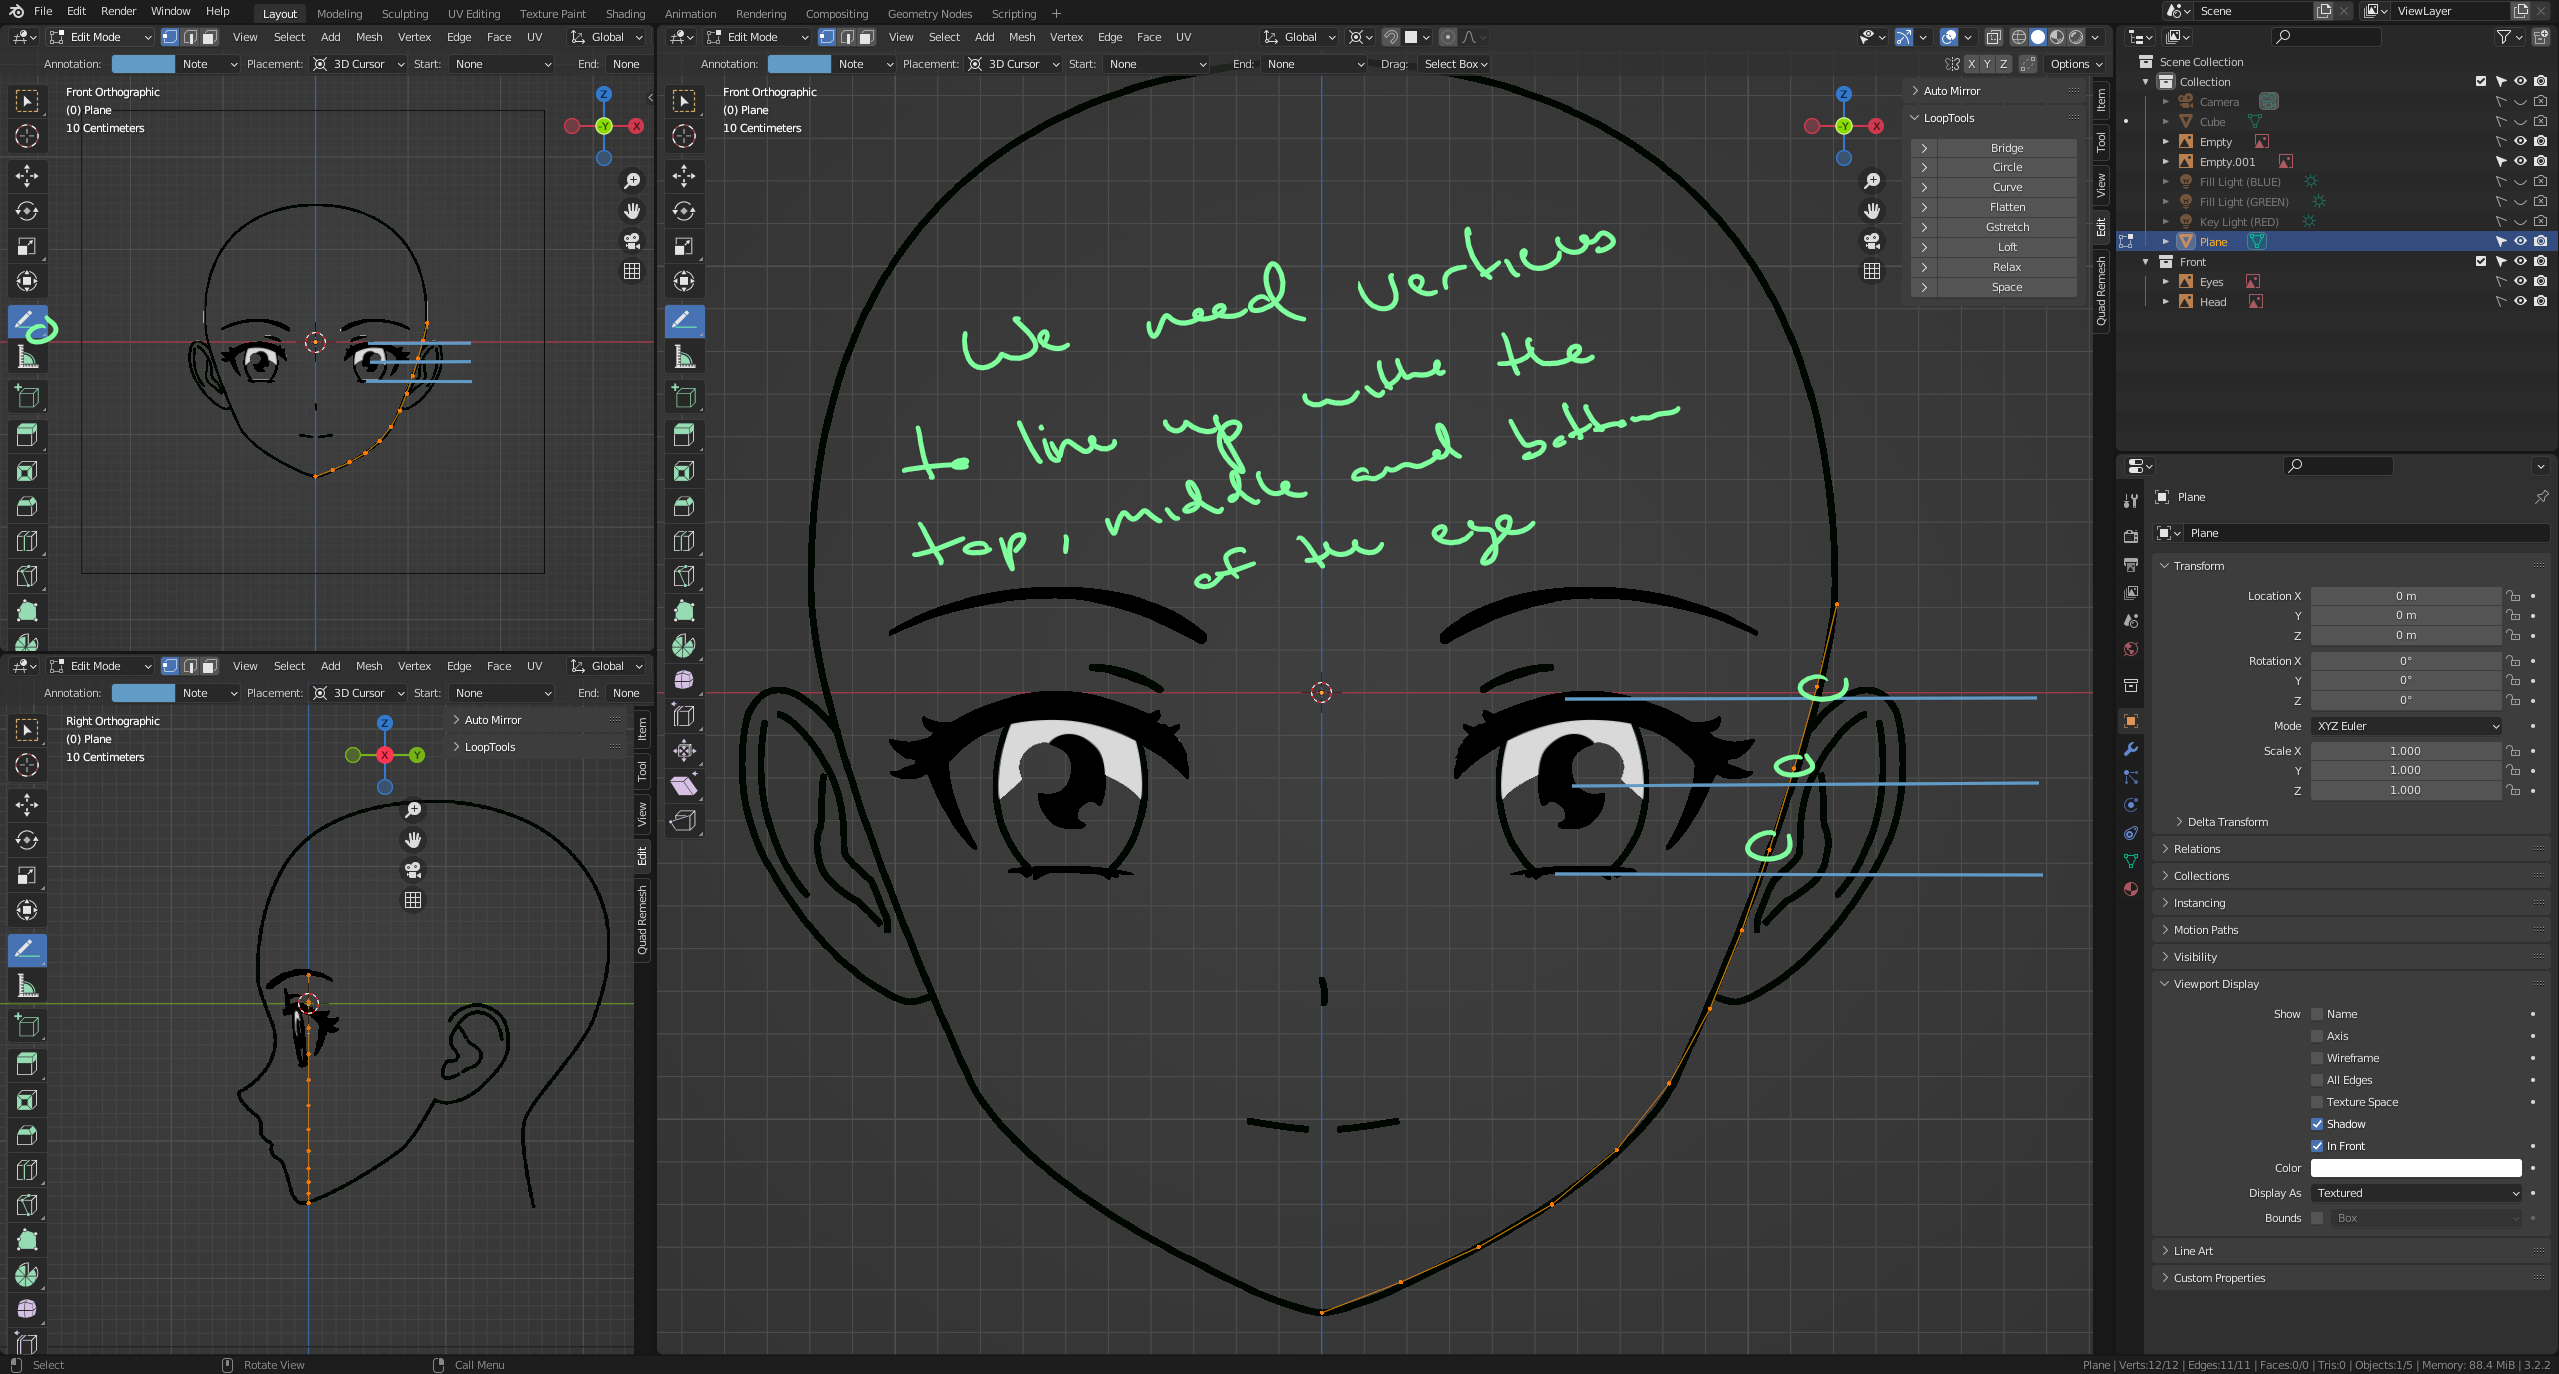 File Edit Render Window Help Layout Modeling Sculpting UV Editing Texture Paint Shading Animation Rendering Compositing Geometry Nodes Scripting + Scene ViewLayer
Edit Mode View Select Add Mesh Vertex Edge Face UV Global
Annotation: Note Placement: 3D Cursor Start: None End: None
Front Orthographic
(0) Plane
10 Centimeters
Z
-Y
X
Edit Mode View Select Add Mesh Vertex Edge Face UV Global
Annotation: Note Placement: 3D Cursor Start: None End: None
Right Orthographic
(0) Plane
10 Centimeters
Z
X
Y
Auto Mirror
LoopTools
Item
Tool
View
Edit
Quad Remesh
Edit Mode View Select Add Mesh Vertex Edge Face UV Global
Annotation: Note Placement: 3D Cursor Start: None End: None Drag: Select Box X Y Z Options
Front Orthographic
(0) Plane
10 Centimeters
Z
-Y
X
We need vertices
to line up withe the
top, middle and bottom
of the eye
Auto Mirror
LoopTools
Bridge
Circle
Curve
Flatten
Gstretch
Loft
Relax
Space
Item
Tool
View
Edit
Quad Remesh
Scene Collection
Collection
Camera
Cube
Empty
Empty.001
Fill Light (BLUE)
Fill Light (GREEN)
Key Light (RED)
Plane
Front
Eyes
Head
Plane
Plane
Transform
Location X 0 m
Y 0 m
Z 0 m
Rotation X 0°
Y 0°
Z 0°
Mode XYZ Euler
Scale X 1.000
Y 1.000
Z 1.000
Delta Transform
Relations
Collections
Instancing
Motion Paths
Visibility
Viewport Display
Show Name
Axis
Wireframe
All Edges
Texture Space
Shadow
In Front
Color
Display As Textured
Bounds Box
Line Art
Custom Properties
Select Rotate View Call Menu Plane | Verts:12/12 | Edges:11/11 | Faces:0/0 | Tris:0 | Objects:1/5 | Memory: 88.4 MiB | 3.2.2